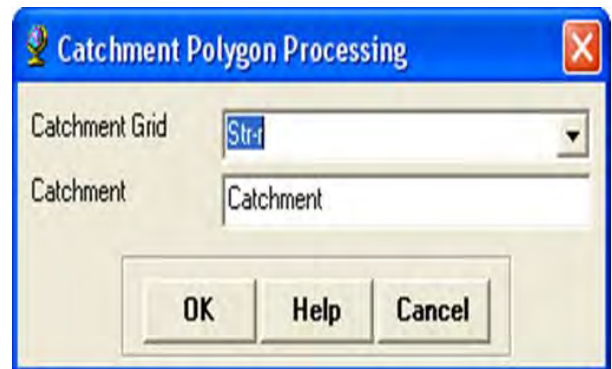 Catchment Polygon Processing
Catchment Grid
Str-r
Catchment
Catchment
OK
Help
Cancel